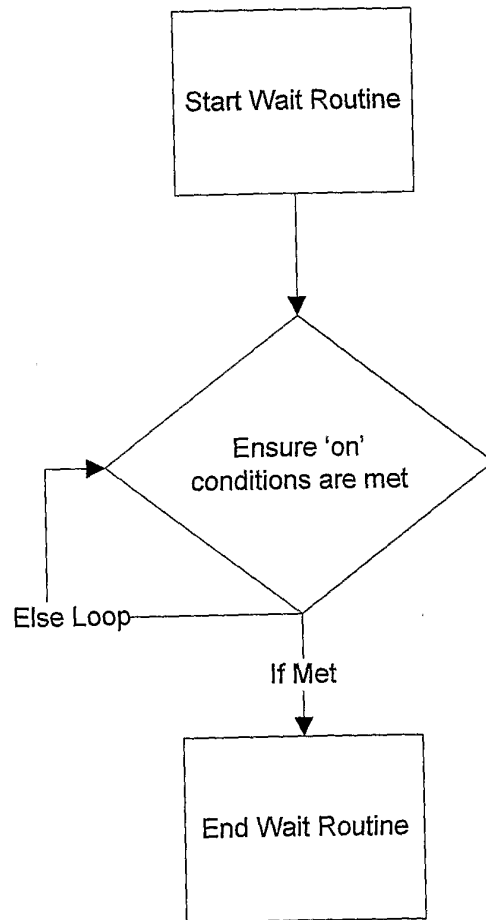 Start Wait Routine
Ensure ‘on’
conditions are met
Else Loop
If Met
End Wait Routine